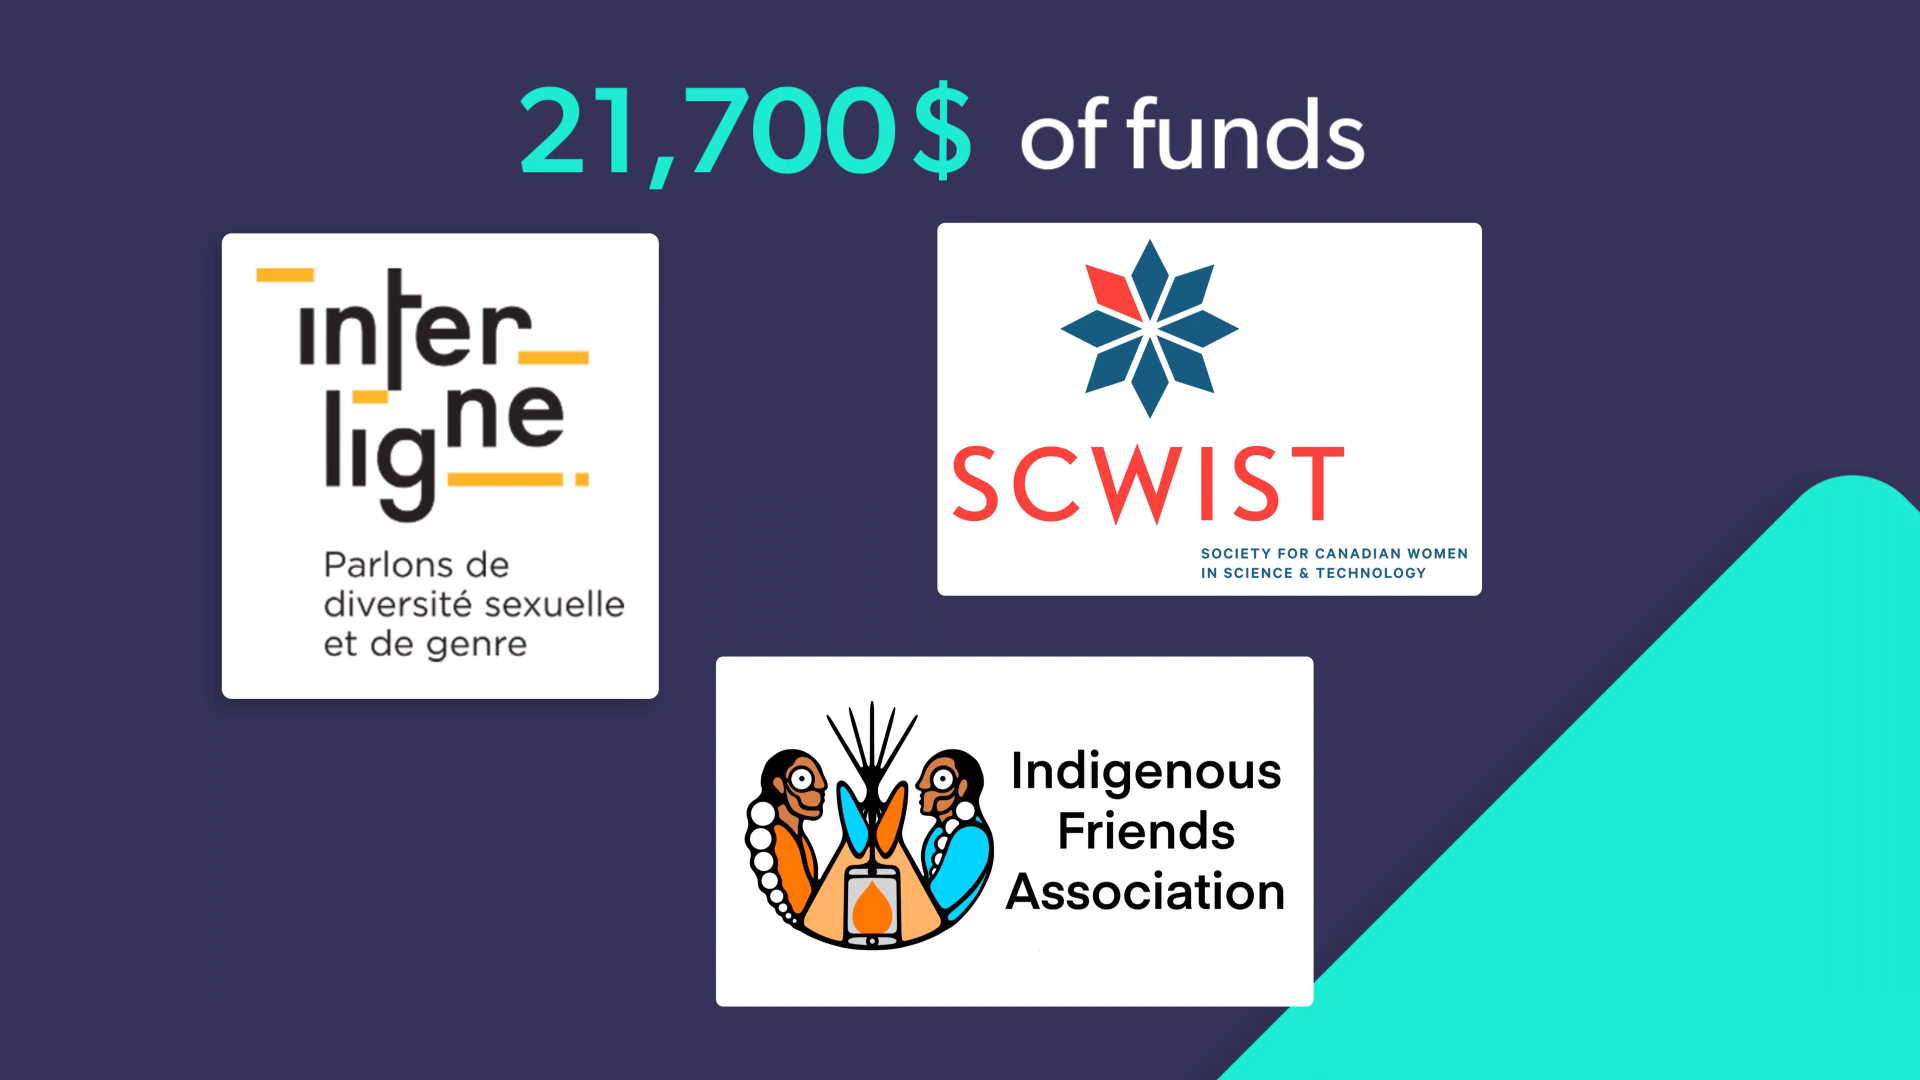 21,700$ of funds
inter
ligne
Parlons de
diversité sexuelle
et de genre
SCWIST
SOCIETY FOR CANADIAN WOMEN
IN SCIENCE & TECHNOLOGY
Indigenous
Friends
Association